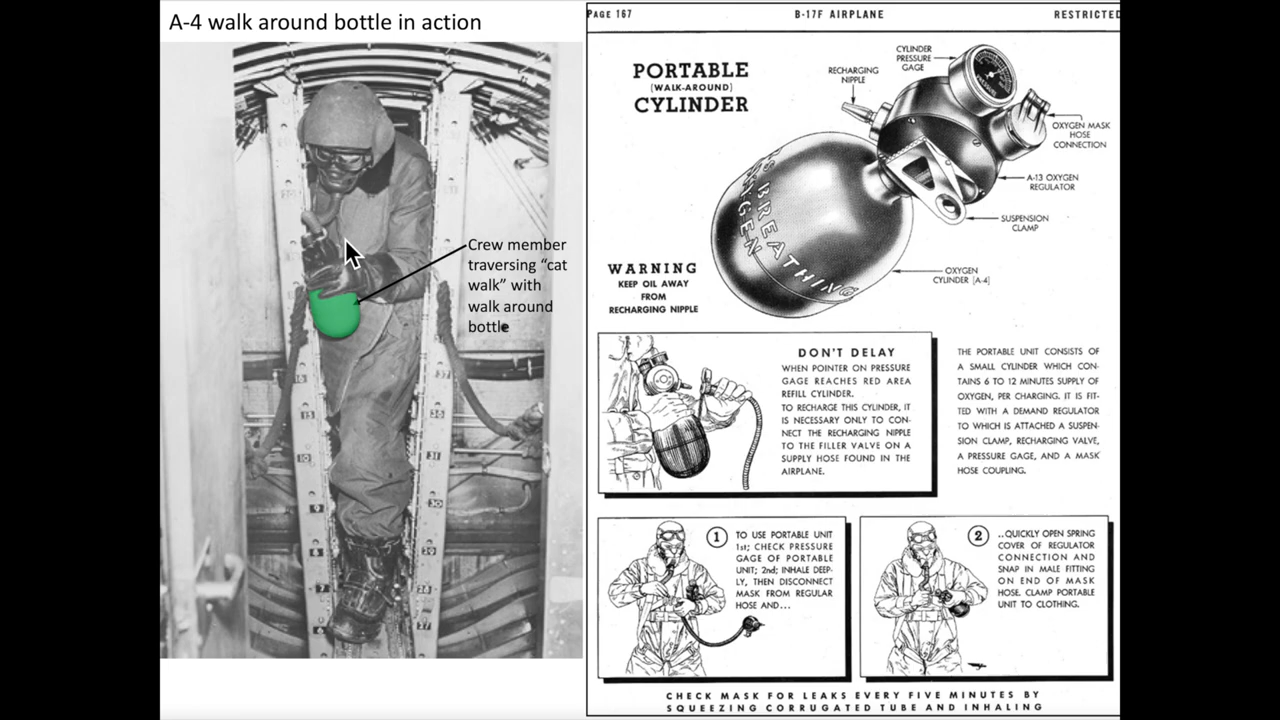 A-4 walk around bottle in action
Crew member
traversing “cat
walk” with
walk around
bottle
PAGE 167
B-17F AIRPLANE
RESTRICTED
PORTABLE
(WALK-AROUND)
CYLINDER
CYLINDER
PRESSURE
GAGE
RECHARGING
NIPPLE
OXYGEN MASK
HOSE
CONNECTION
A-13 OXYGEN
REGULATOR
SUSPENSION
CLAMP
OXYGEN
CYLINDER [A-4]
BREATHING
WARNING
KEEP OIL AWAY
FROM
RECHARGING NIPPLE
DON'T DELAY
WHEN POINTER ON PRESSURE
GAGE REACHES RED AREA
REFILL CYLINDER.
TO RECHARGE THIS CYLINDER, IT
IS NECESSARY ONLY TO CON-
NECT THE RECHARGING NIPPLE
TO THE FILLER VALVE ON A
SUPPLY HOSE FOUND IN THE
AIRPLANE.
THE PORTABLE UNIT CONSISTS OF
A SMALL CYLINDER WHICH CON-
TAINS 6 TO 12 MINUTES SUPPLY OF
OXYGEN, PER CHARGING. IT IS FIT-
TED WITH A DEMAND REGULATOR
TO WHICH IS ATTACHED A SUSPEN-
SION CLAMP, RECHARGING VALVE,
A PRESSURE GAGE, AND A MASK
HOSE COUPLING.
1
TO USE PORTABLE UNIT
1st; CHECK PRESSURE
GAGE OF PORTABLE
UNIT; 2nd; INHALE DEEP-
LY, THEN DISCONNECT
MASK FROM REGULAR
HOSE AND...
2
..QUICKLY OPEN SPRING
COVER OF REGULATOR
CONNECTION AND
SNAP IN MALE FITTING
ON END OF MASK
HOSE. CLAMP PORTABLE
UNIT TO CLOTHING.
CHECK MASK FOR LEAKS EVERY FIVE MINUTES BY
SQUEEZING CORRUGATED TUBE AND INHALING